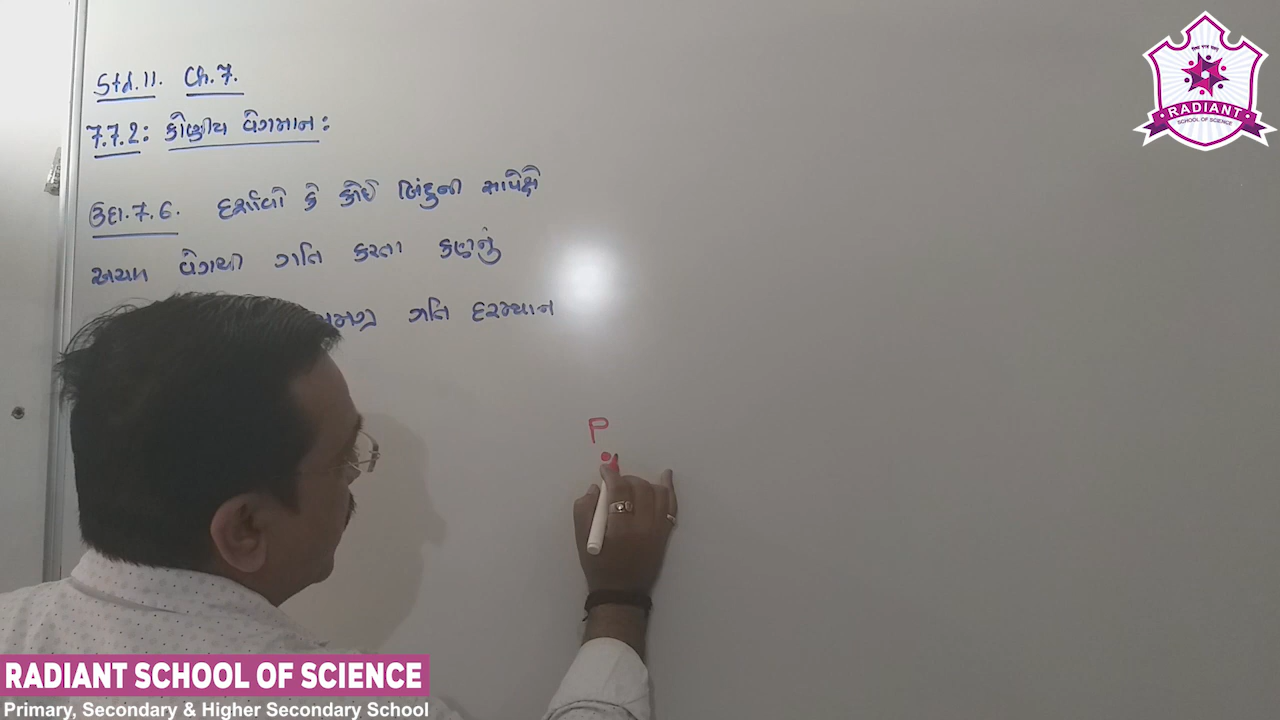 Std.11. Ch.7.
7.7.2: કોણીય વેગમાન:
ઉદા.7.6. દર્શાવો કે કોઈ બિંદુની સાપેક્ષે
અચળ વેગથી ગતિ કરતા કણનું
સમગ્ર ગતિ દરમ્યાન
P
RADIANT
SCHOOL OF SCIENCE
RADIANT SCHOOL OF SCIENCE
Primary, Secondary & Higher Secondary School